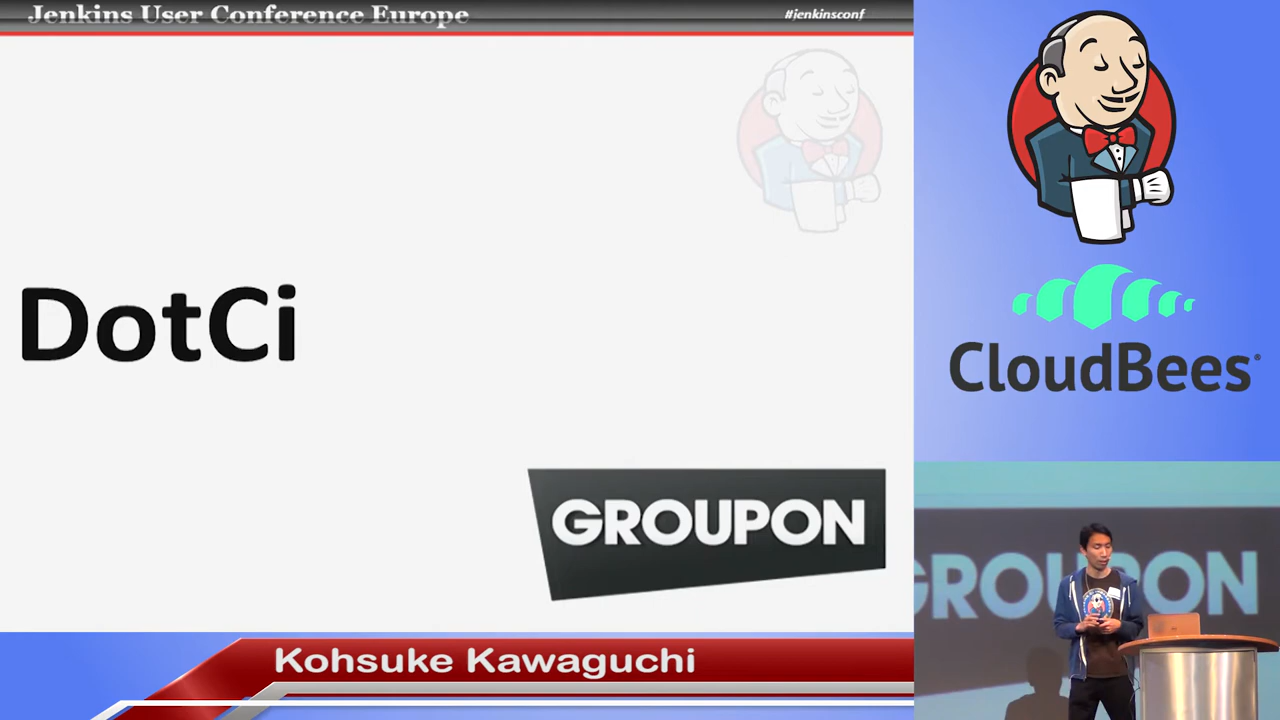 Jenkins User Conference Europe
#jenkinsconf
DotCi
GROUPON
Kohsuke Kawaguchi
CloudBees®
GROUPON